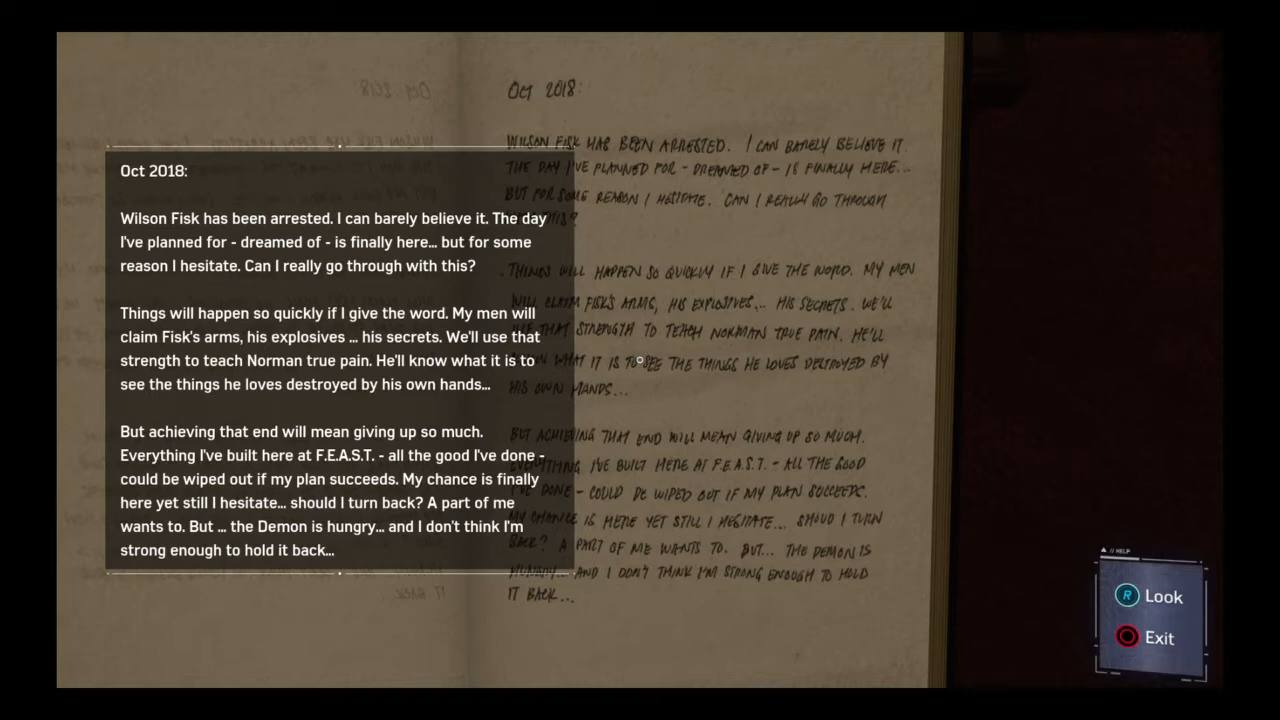 Oct 2018:
WILSON FISK HAS BEEN ARRESTED. I CAN BARELY BELIEVE IT.
THE DAY I'VE PLANNED FOR - DREAMED OF - IS FINALLY HERE...
BUT FOR SOME REASON I HESITATE. CAN I REALLY GO THROUGH
THIS?
THINGS WILL HAPPEN SO QUICKLY IF I GIVE THE WORD. MY MEN
WILL CLAIM FISK'S ARMS, HIS EXPLOSIVES... HIS SECRETS. WE'LL
THAT STRENGTH TO TEACH NORMAN TRUE PAIN. HE'LL
KNOW WHAT IT IS TO SEE THE THINGS HE LOVES DESTROYED BY
HIS OWN HANDS...
BUT ACHIEVING THAT END WILL MEAN GIVING UP SO MUCH.
EVERYTHING I'VE BUILT HERE AT F.E.A.S.T. - ALL THE GOOD
I'VE DONE - COULD BE WIPED OUT IF MY PLAN SUCCEEDS.
MY CHANCE IS HERE YET STILL I HESITATE... SHOUD I TURN
BACK? A PART OF ME WANTS TO. BUT... THE DEMON IS
HUNGRY... AND I DON'T THINK I'M STRONG ENOUGH TO HOLD
IT BACK...
Oct 2018:
Wilson Fisk has been arrested. I can barely believe it. The day
I've planned for - dreamed of - is finally here... but for some
reason I hesitate. Can I really go through with this?
Things will happen so quickly if I give the word. My men will
claim Fisk's arms, his explosives ... his secrets. We'll use that
strength to teach Norman true pain. He'll know what it is to
see the things he loves destroyed by his own hands...
But achieving that end will mean giving up so much.
Everything I've built here at F.E.A.S.T. - all the good I've done -
could be wiped out if my plan succeeds. My chance is finally
here yet still I hesitate... should I turn back? A part of me
wants to. But ... the Demon is hungry... and I don't think I'm
strong enough to hold it back...
// HELP
R Look
Exit